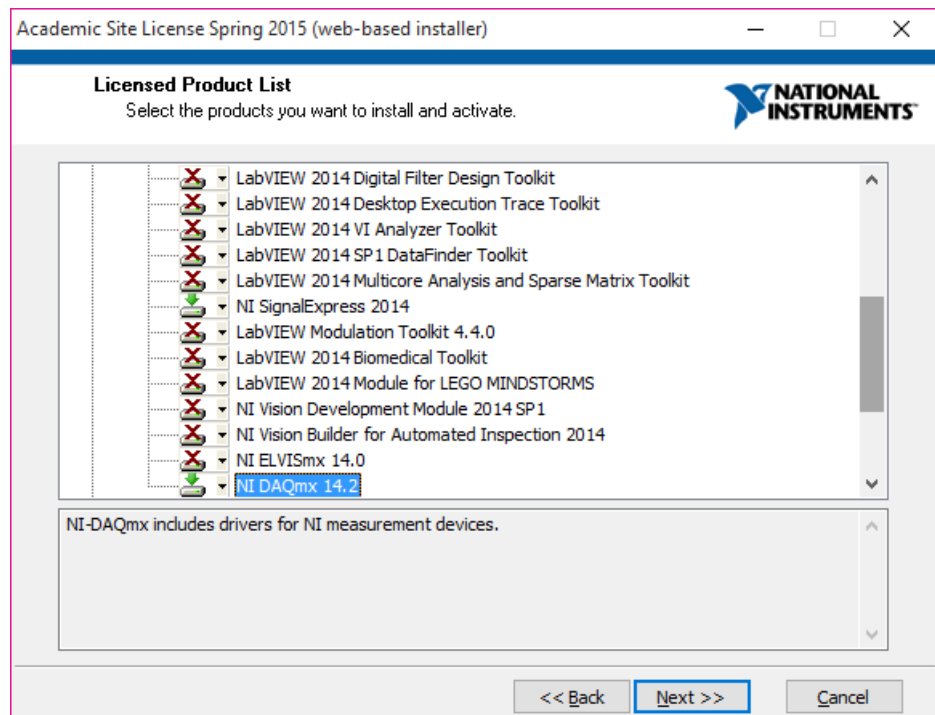 Academic Site License Spring 2015 (web-based installer)
Licensed Product List
Select the products you want to install and activate.
NATIONAL
INSTRUMENTS™
LabVIEW 2014 Digital Filter Design Toolkit
LabVIEW 2014 Desktop Execution Trace Toolkit
LabVIEW 2014 VI Analyzer Toolkit
LabVIEW 2014 SP1 DataFinder Toolkit
LabVIEW 2014 Multicore Analysis and Sparse Matrix Toolkit
NI SignalExpress 2014
LabVIEW Modulation Toolkit 4.4.0
LabVIEW 2014 Biomedical Toolkit
LabVIEW 2014 Module for LEGO MINDSTORMS
NI Vision Development Module 2014 SP1
NI Vision Builder for Automated Inspection 2014
NI ELVISmx 14.0
NI DAQmx 14.2
NI-DAQmx includes drivers for NI measurement devices.
<< Back Next >> Cancel